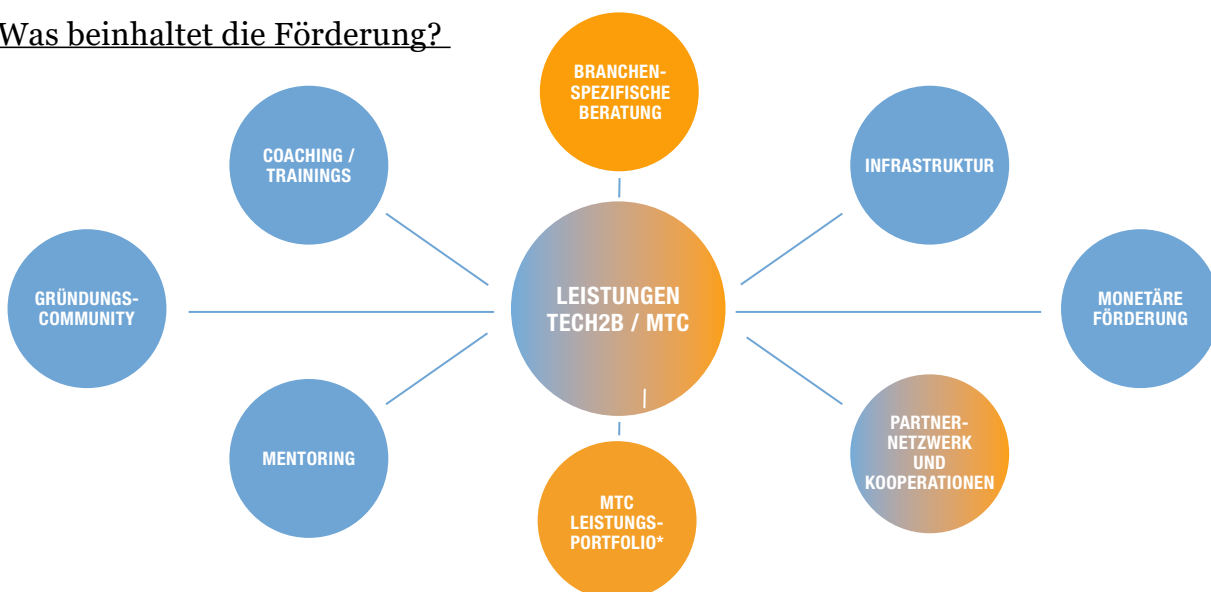 Was beinhaltet die Förderung?
BRANCHEN-
SPEZIFISCHE
BERATUNG
COACHING /
TRAININGS
INFRASTRUKTUR
GRÜNDUNGS-
COMMUNITY
LEISTUNGEN
TECH2B / MTC
MONETÄRE
FÖRDERUNG
MENTORING
PARTNER-
NETZWERK
UND
KOOPERATIONEN
MTC
LEISTUNGS-
PORTFOLIO*